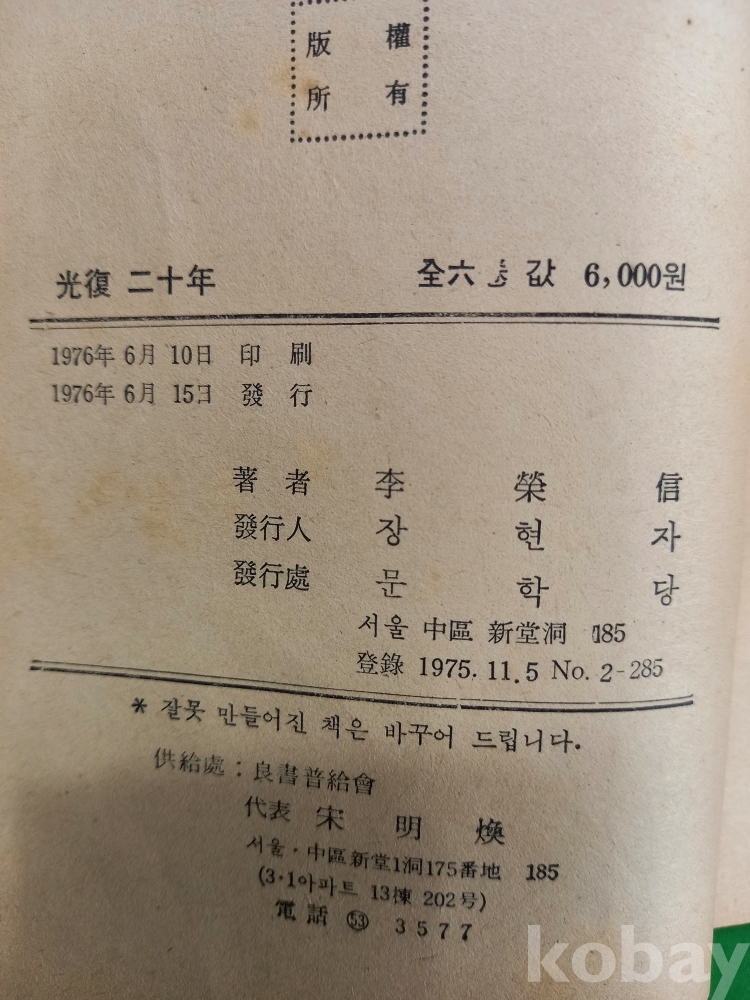 版 權
所 有
光復 二十年 全六 값 6,000원
1976年 6月 10日 印 刷
1976年 6月 15日 發 行
著 者 李 榮 信
發行人 장 현 자
發行處 문 학 당
서울 中區 新堂洞 185
登錄 1975. 11. 5 No. 2-285
* 잘못 만들어진 책은 바꾸어 드립니다.
供給處 : 良書普給會
代表 宋 明 煥
서울·中區新堂1洞175番地 185
(3·1아파트 13棟 202号)
電話 53 3577
kobay